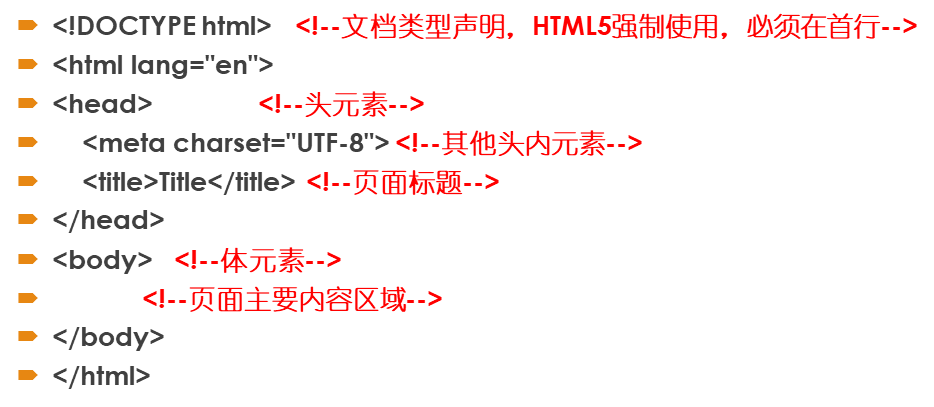 <!DOCTYPE html> <!--文档类型声明，HTML5强制使用，必须在首行-->
<html lang="en">
<head> <!--头元素-->
<meta charset="UTF-8"> <!--其他头内元素-->
<title>Title</title> <!--页面标题-->
</head>
<body> <!--体元素-->
<!--页面主要内容区域-->
</body>
</html>